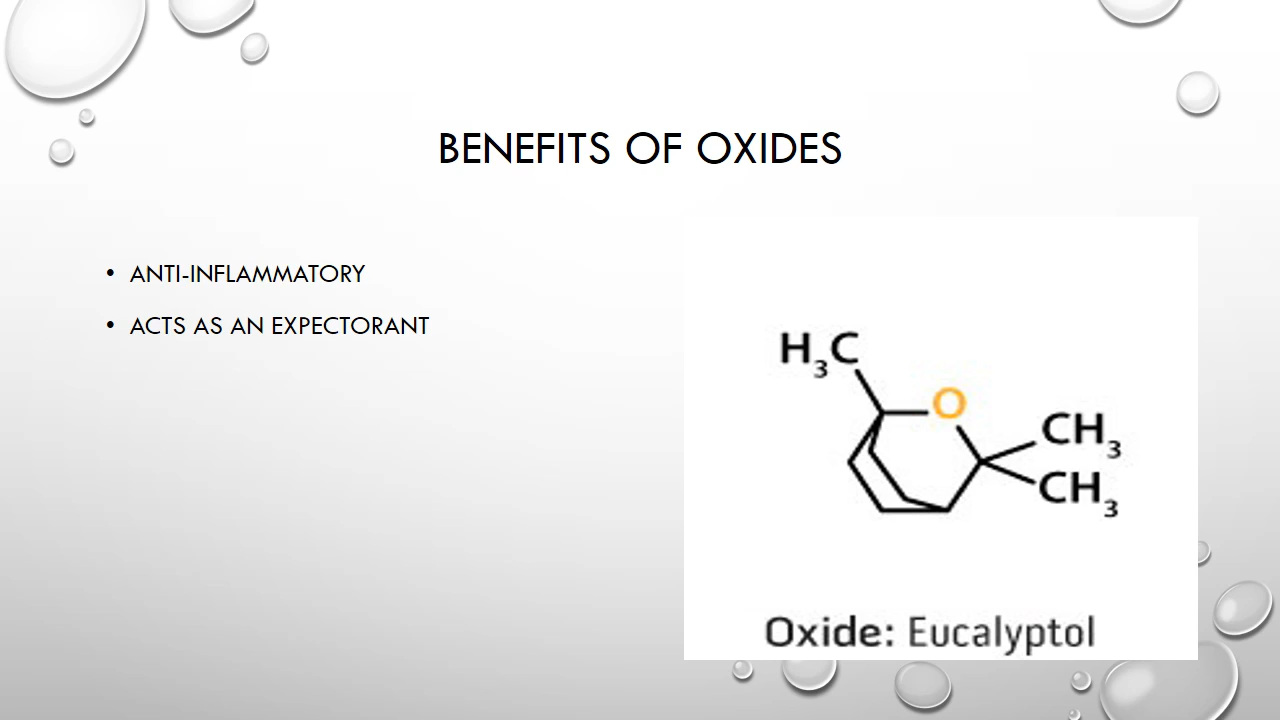 BENEFITS OF OXIDES
• ANTI-INFLAMMATORY
• ACTS AS AN EXPECTORANT
H₃C
O
CH₃
CH₃
Oxide: Eucalyptol